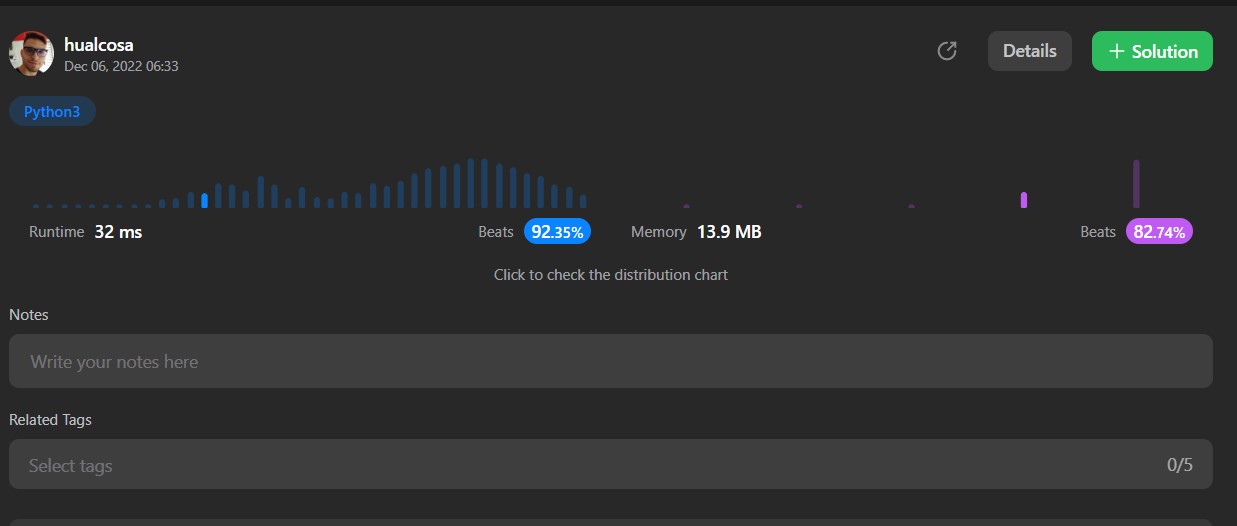 hualcosa
Dec 06, 2022 06:33
Details
+ Solution
Python3
Runtime 32 ms Beats 92.35% Memory 13.9 MB Beats 82.74%
Click to check the distribution chart
Notes
Write your notes here
Related Tags
Select tags 0/5